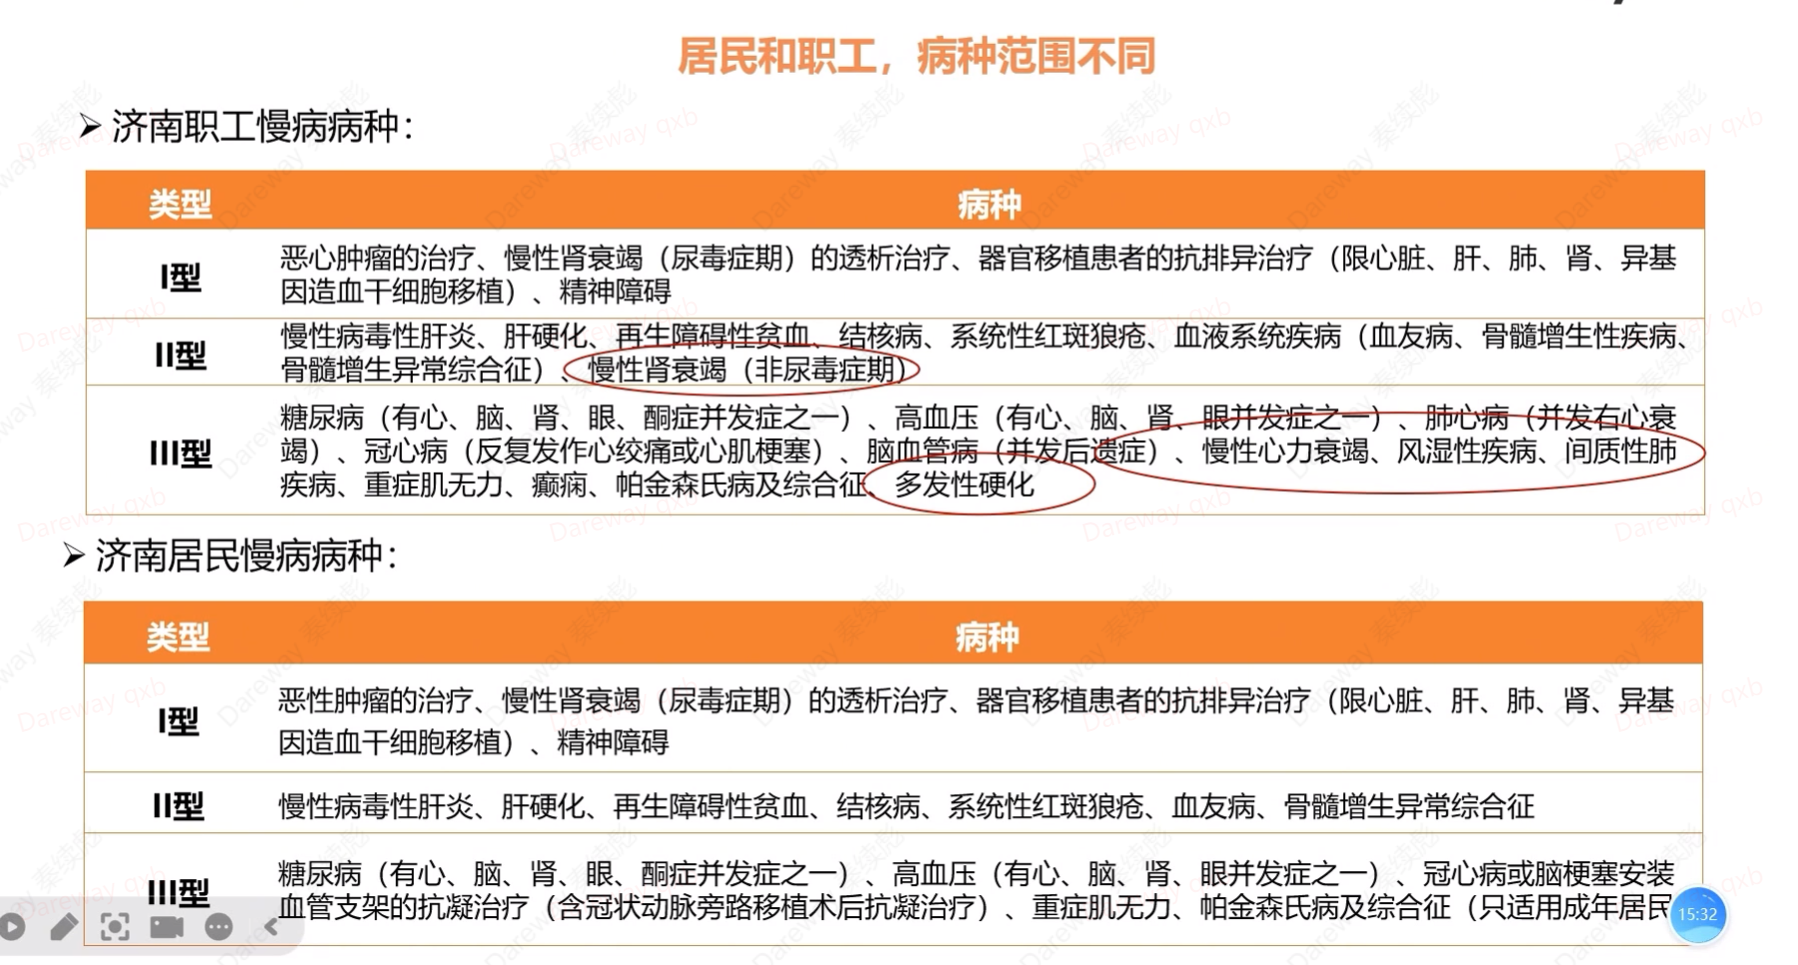 居民和职工，病种范围不同
➢ 济南职工慢病病种：
类型 病种
I型 恶心肿瘤的治疗、慢性肾衰竭（尿毒症期）的透析治疗、器官移植患者的抗排异治疗（限心脏、肝、肺、肾、异基
因造血干细胞移植）、精神障碍
II型 慢性病毒性肝炎、肝硬化、再生障碍性贫血、结核病、系统性红斑狼疮、血液系统疾病（血友病、骨髓增生性疾病、
骨髓增生异常综合征）、慢性肾衰竭（非尿毒症期）
III型 糖尿病（有心、脑、肾、眼、酮症并发症之一）、高血压（有心、脑、肾、眼并发症之一）、肺心病（并发右心衰
竭）、冠心病（反复发作心绞痛或心肌梗塞）、脑血管病（并发后遗症）、慢性心力衰竭、风湿性疾病、间质性肺
疾病、重症肌无力、癫痫、帕金森氏病及综合征、多发性硬化
➢ 济南居民慢病病种：
类型 病种
I型 恶性肿瘤的治疗、慢性肾衰竭（尿毒症期）的透析治疗、器官移植患者的抗排异治疗（限心脏、肝、肺、肾、异基
因造血干细胞移植）、精神障碍
II型 慢性病毒性肝炎、肝硬化、再生障碍性贫血、结核病、系统性红斑狼疮、血友病、骨髓增生异常综合征
III型 糖尿病（有心、脑、肾、眼、酮症并发症之一）、高血压（有心、脑、肾、眼并发症之一）、冠心病或脑梗塞安装
血管支架的抗凝治疗（含冠状动脉旁路移植术后抗凝治疗）、重症肌无力、帕金森氏病及综合征（只适用成年居民
15:32
Dareway qxb
Dareway 秦续彪